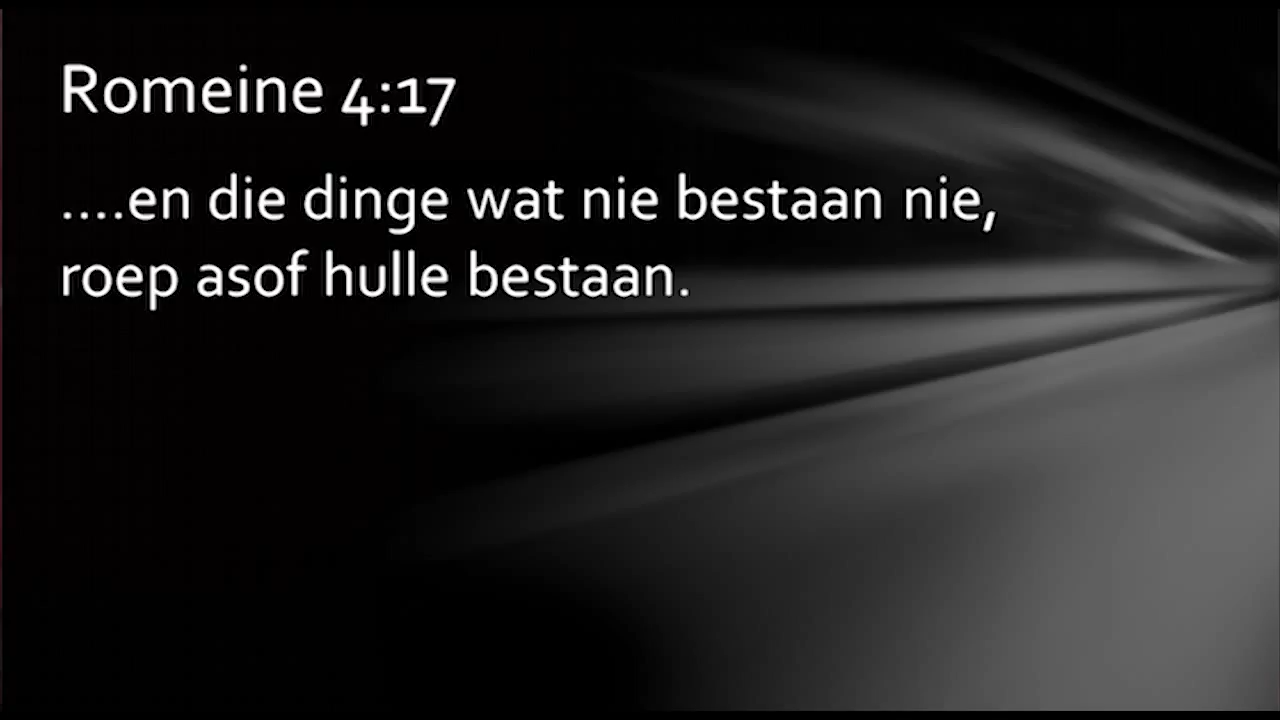 Romeine 4:17
....en die dinge wat nie bestaan nie,
roep asof hulle bestaan.